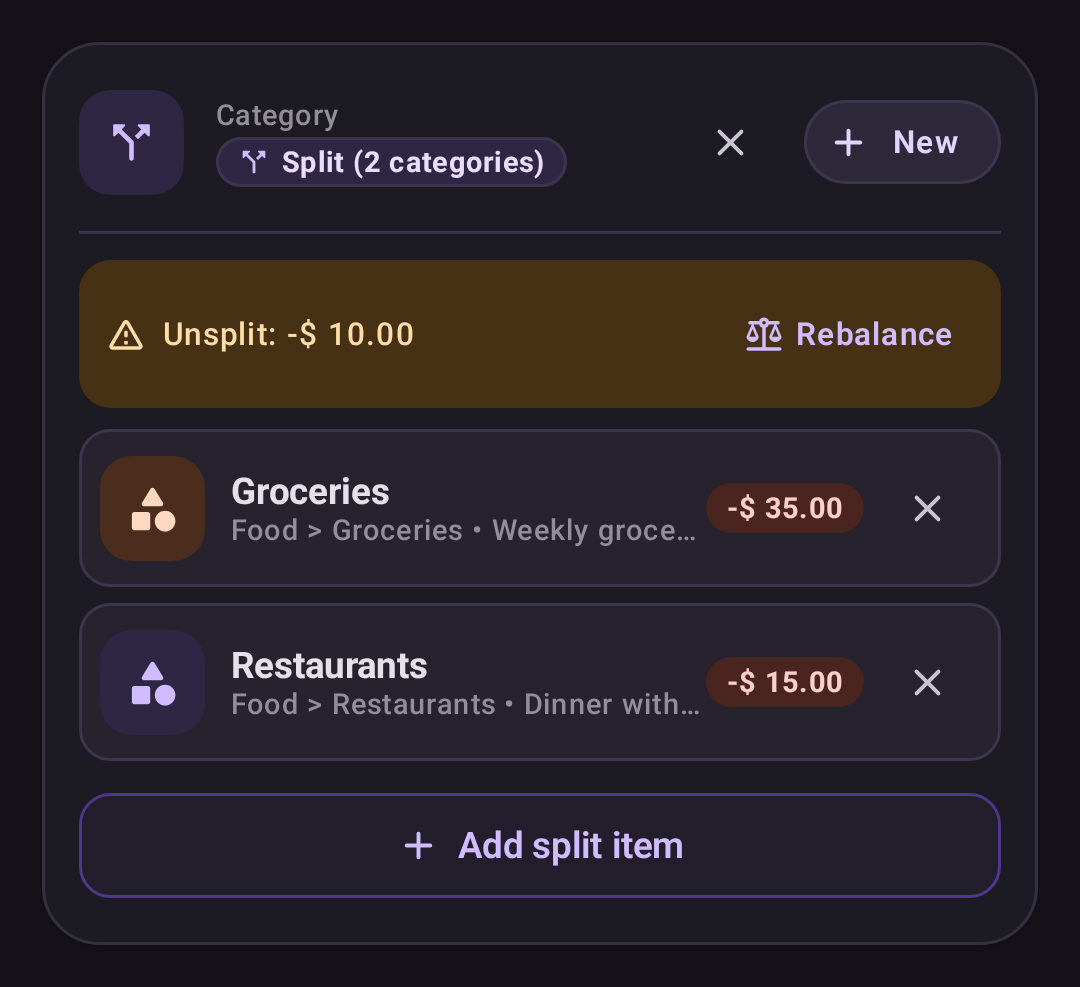 Category
Split (2 categories)
New
Unsplit: -$ 10.00
Rebalance
Groceries
Food > Groceries • Weekly groce…
-$ 35.00
Restaurants
Food > Restaurants • Dinner with…
-$ 15.00
Add split item